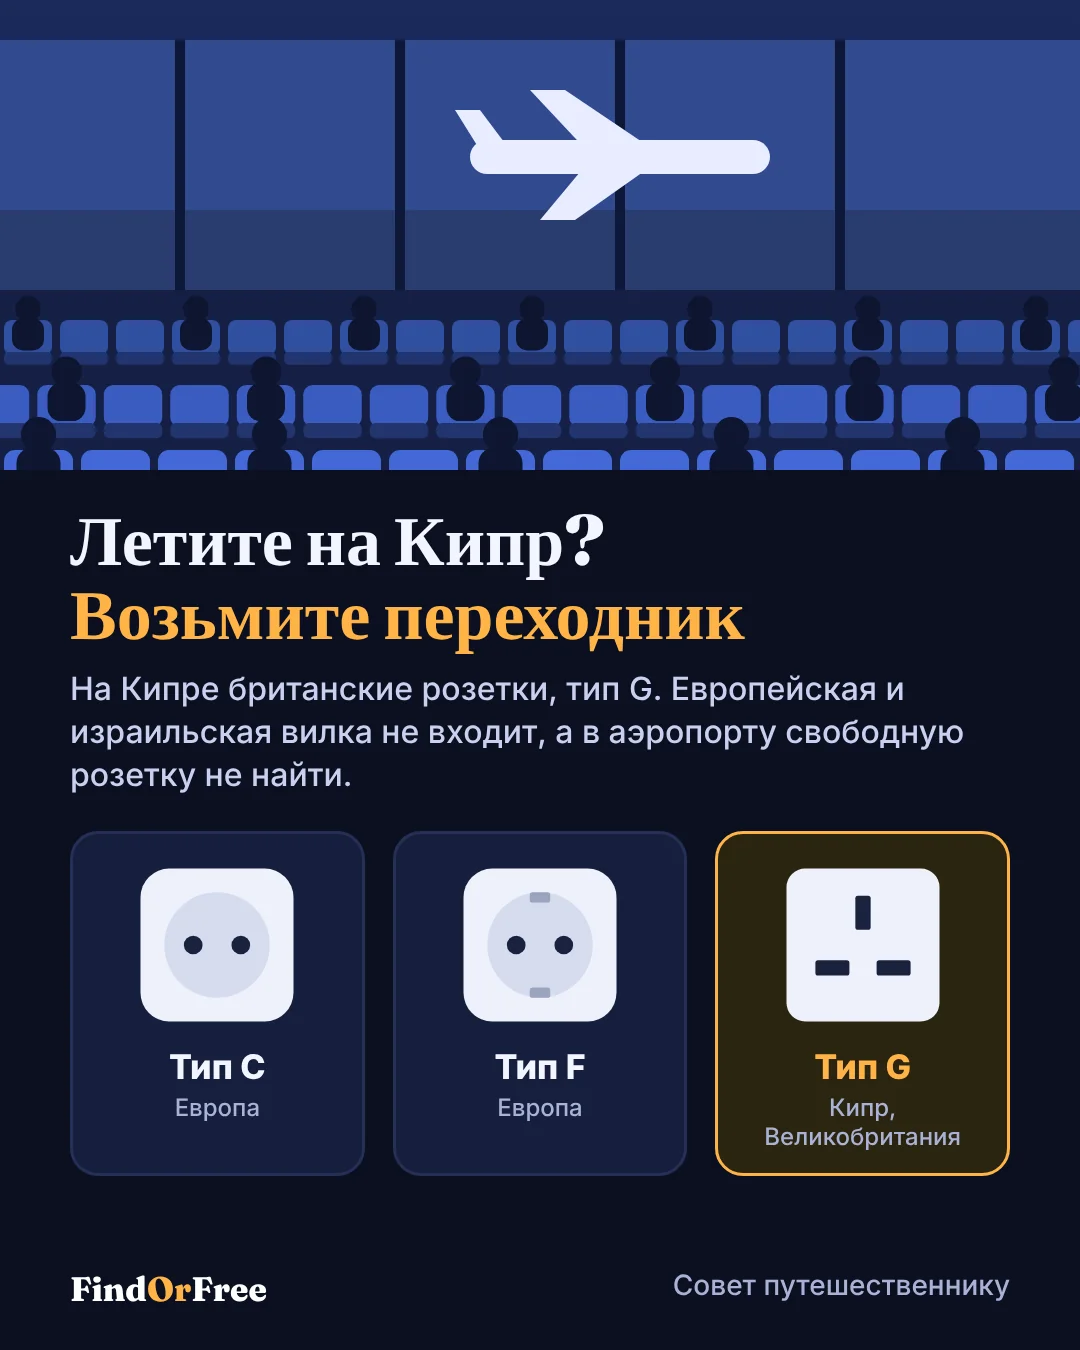 Летите на Кипр?
Возьмите переходник
На Кипре британские розетки, тип G. Европейская и
израильская вилка не входит, а в аэропорту свободную
розетку не найти.
Тип C
Европа
Тип F
Европа
Тип G
Кипр,
Великобритания
FindOrFree
Совет путешественнику